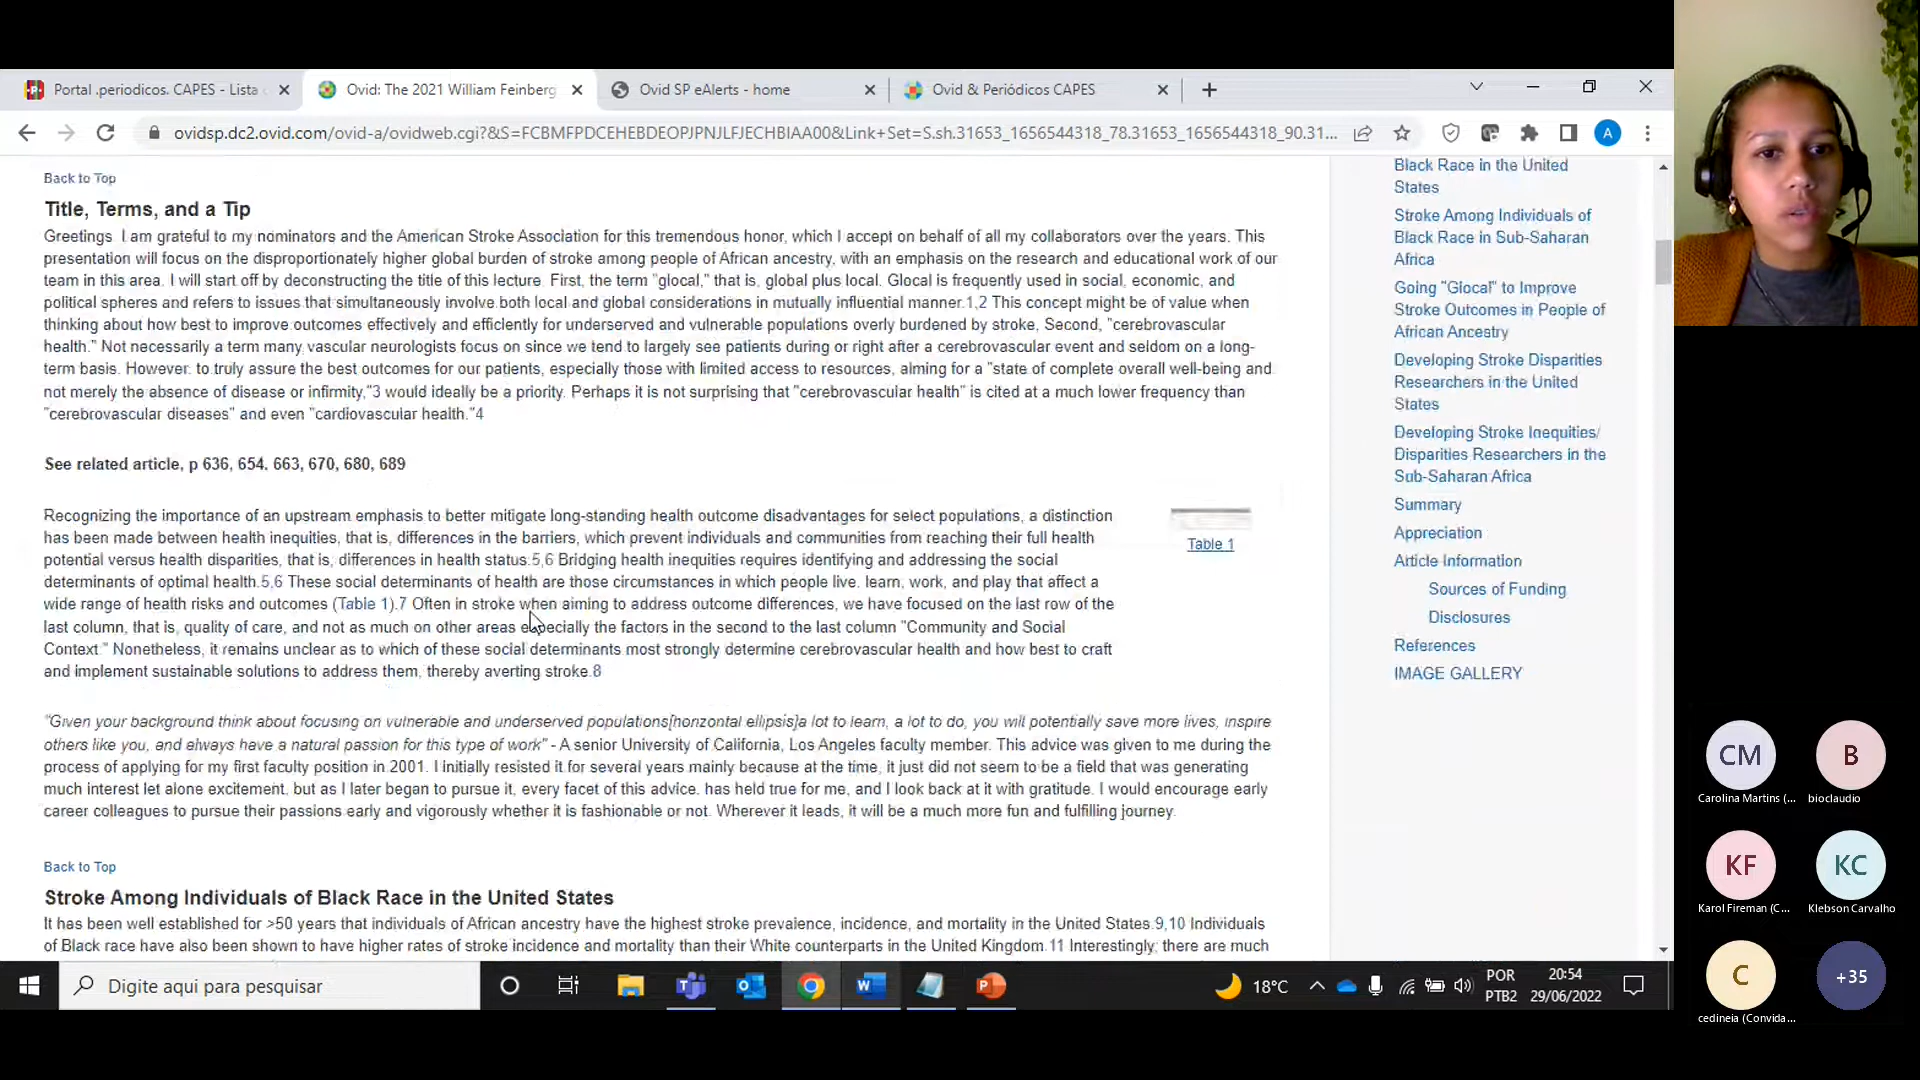 Portal .periodicos. CAPES - Lista
Ovid: The 2021 William Feinberg
Ovid SP eAlerts - home
Ovid & Periódicos CAPES
ovidsp.dc2.ovid.com/ovid-a/ovidweb.cgi?&S=FCBMFPDCEHEBDEOPJPNJLFJECHBIAA00&Link+Set=S.sh.31653_1656544318_78.31653_1656544318_90.31...
A
Back to Top
Title, Terms, and a Tip
Greetings. I am grateful to my nominators and the American Stroke Association for this tremendous honor, which I accept on behalf of all my collaborators over the years. This
presentation will focus on the disproportionately higher global burden of stroke among people of African ancestry, with an emphasis on the research and educational work of our
team in this area. I will start off by deconstructing the title of this lecture. First, the term "glocal," that is, global plus local. Glocal is frequently used in social, economic, and
political spheres and refers to issues that simultaneously involve both local and global considerations in mutually influential manner.1,2 This concept might be of value when
thinking about how best to improve outcomes effectively and efficiently for underserved and vulnerable populations overly burdened by stroke. Second, "cerebrovascular
health." Not necessarily a term many vascular neurologists focus on since we tend to largely see patients during or right after a cerebrovascular event and seldom on a long-
term basis. However, to truly assure the best outcomes for our patients, especially those with limited access to resources, aiming for a "state of complete overall well-being and
not merely the absence of disease or infirmity,"3 would ideally be a priority. Perhaps it is not surprising that "cerebrovascular health" is cited at a much lower frequency than
"cerebrovascular diseases" and even "cardiovascular health."4
See related article, p 636, 654, 663, 670, 680, 689
Recognizing the importance of an upstream emphasis to better mitigate long-standing health outcome disadvantages for select populations, a distinction
has been made between health inequities, that is, differences in the barriers, which prevent individuals and communities from reaching their full health
potential versus health disparities, that is, differences in health status.5,6 Bridging health inequities requires identifying and addressing the social
determinants of optimal health.5,6 These social determinants of health are those circumstances in which people live, learn, work, and play that affect a
wide range of health risks and outcomes (Table 1).7 Often in stroke when aiming to address outcome differences, we have focused on the last row of the
last column, that is, quality of care, and not as much on other areas especially the factors in the second to the last column "Community and Social
Context." Nonetheless, it remains unclear as to which of these social determinants most strongly determine cerebrovascular health and how best to craft
and implement sustainable solutions to address them, thereby averting stroke.8
Table 1
"Given your background think about focusing on vulnerable and underserved populations[horizontal ellipsis]a lot to learn, a lot to do, you will potentially save more lives, inspire
others like you, and always have a natural passion for this type of work" - A senior University of California, Los Angeles faculty member. This advice was given to me during the
process of applying for my first faculty position in 2001. I initially resisted it for several years mainly because at the time, it just did not seem to be a field that was generating
much interest let alone excitement, but as I later began to pursue it, every facet of this advice, has held true for me, and I look back at it with gratitude. I would encourage early
career colleagues to pursue their passions early and vigorously whether it is fashionable or not. Wherever it leads, it will be a much more fun and fulfilling journey.
Back to Top
Stroke Among Individuals of Black Race in the United States
It has been well established for >50 years that individuals of African ancestry have the highest stroke prevalence, incidence, and mortality in the United States.9,10 Individuals
of Black race have also been shown to have higher rates of stroke incidence and mortality than their White counterparts in the United Kingdom.11 Interestingly, there are much
Black Race in the United
States
Stroke Among Individuals of
Black Race in Sub-Saharan
Africa
Going "Glocal" to Improve
Stroke Outcomes in People of
African Ancestry
Developing Stroke Disparities
Researchers in the United
States
Developing Stroke Inequities/
Disparities Researchers in the
Sub-Saharan Africa
Summary
Appreciation
Article Information
Sources of Funding
Disclosures
References
IMAGE GALLERY
CM
Carolina Martins (...
B
bioclaudio
KF
Karol Fireman (C...
KC
Klebson Carvalho
C
cedineia (Convida...
+35
Digite aqui para pesquisar
18°C
POR
PTB2
20:54
29/06/2022